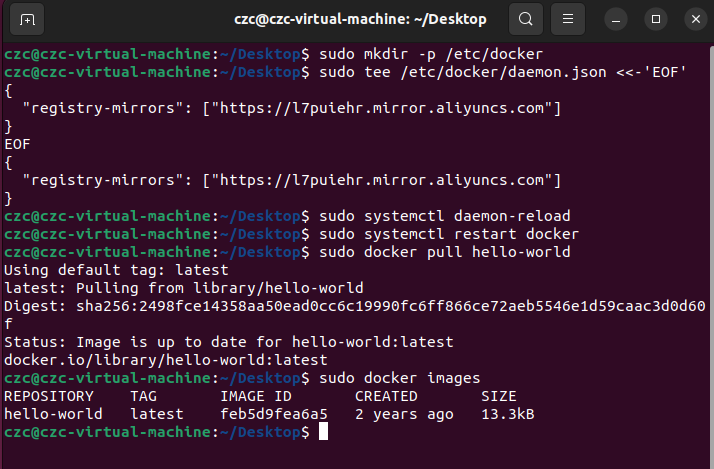 czc@czc-virtual-machine: ~/Desktop
czc@czc-virtual-machine:~/Desktop$ sudo mkdir -p /etc/docker
czc@czc-virtual-machine:~/Desktop$ sudo tee /etc/docker/daemon.json <<-'EOF'
{
  "registry-mirrors": ["https://l7puiehr.mirror.aliyuncs.com"]
}
EOF
{
  "registry-mirrors": ["https://l7puiehr.mirror.aliyuncs.com"]
}
czc@czc-virtual-machine:~/Desktop$ sudo systemctl daemon-reload
czc@czc-virtual-machine:~/Desktop$ sudo systemctl restart docker
czc@czc-virtual-machine:~/Desktop$ sudo docker pull hello-world
Using default tag: latest
latest: Pulling from library/hello-world
Digest: sha256:2498fce14358aa50ead0cc6c19990fc6ff866ce72aeb5546e1d59caac3d0d60
f
Status: Image is up to date for hello-world:latest
docker.io/library/hello-world:latest
czc@czc-virtual-machine:~/Desktop$ sudo docker images
REPOSITORY    TAG       IMAGE ID       CREATED       SIZE
hello-world   latest    feb5d9fea6a5   2 years ago   13.3kB
czc@czc-virtual-machine:~/Desktop$